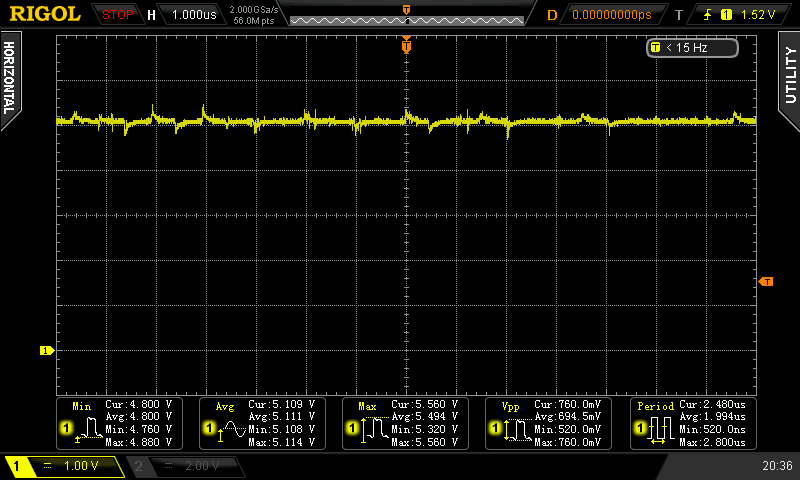 RIGOL STOP H 1.000us 2.000GSa/s D 0.00000000ps T 1 1.52 V
56.0M pts
T
T < 15 Hz
HORIZONTAL
UTILITY
T
T
1
Min Cur:4.800 V Avg Cur:5.109 V Max Cur:5.560 V Vpp Cur:760.0mV Period Cur:2.480us
Avg:4.800 V Avg:5.111 V Avg:5.494 V Avg:694.5mV Avg:1.994us
1 Min:4.760 V 1 Min:5.108 V 1 Min:5.320 V 1 Min:520.0mV 1 Min:520.0ns
Max:4.880 V Max:5.114 V Max:5.560 V Max:760.0mV Max:2.800us
1 1.00 V 2 2.00 V 20:36